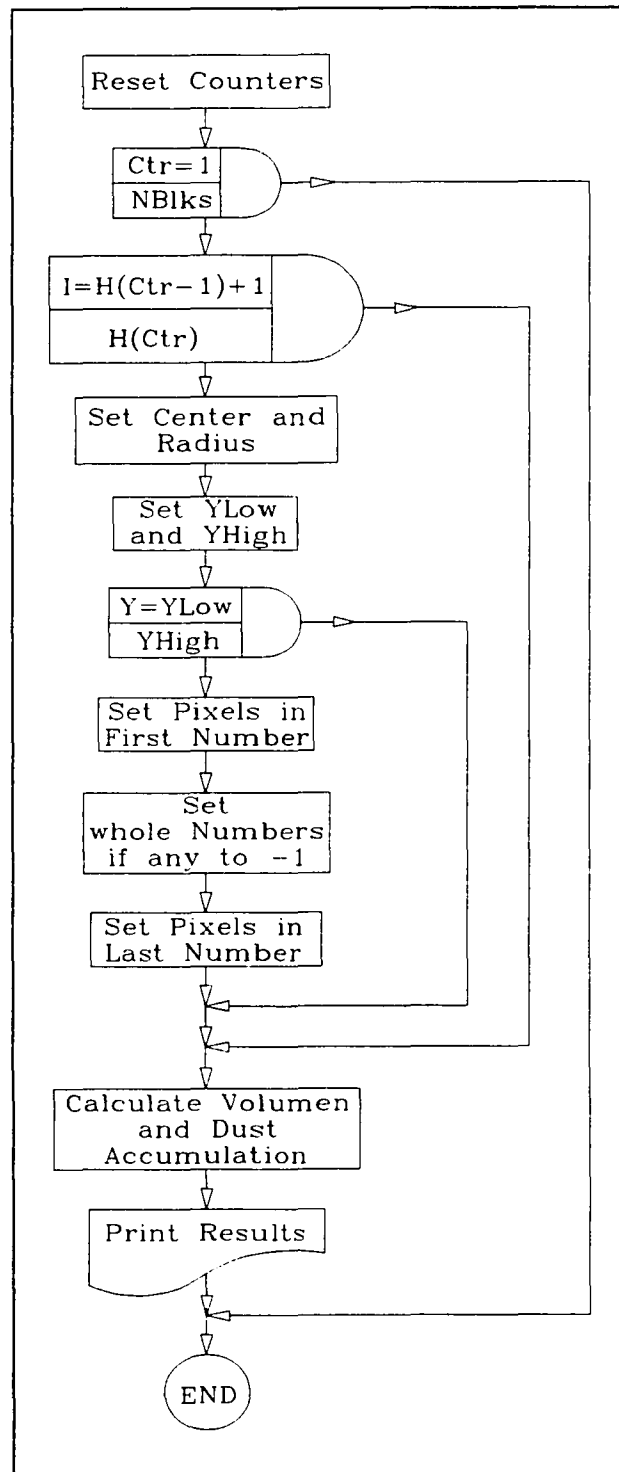 Reset Counters
Ctr=1
NBlks
I=H(Ctr-1)+1
H(Ctr)
Set Center and
Radius
Set YLow
and YHigh
Y=YLow
YHigh
Set Pixels in
First Number
Set
whole Numbers
if any to -1
Set Pixels in
Last Number
Calculate Volumen
and Dust
Accumulation
Print Results
END